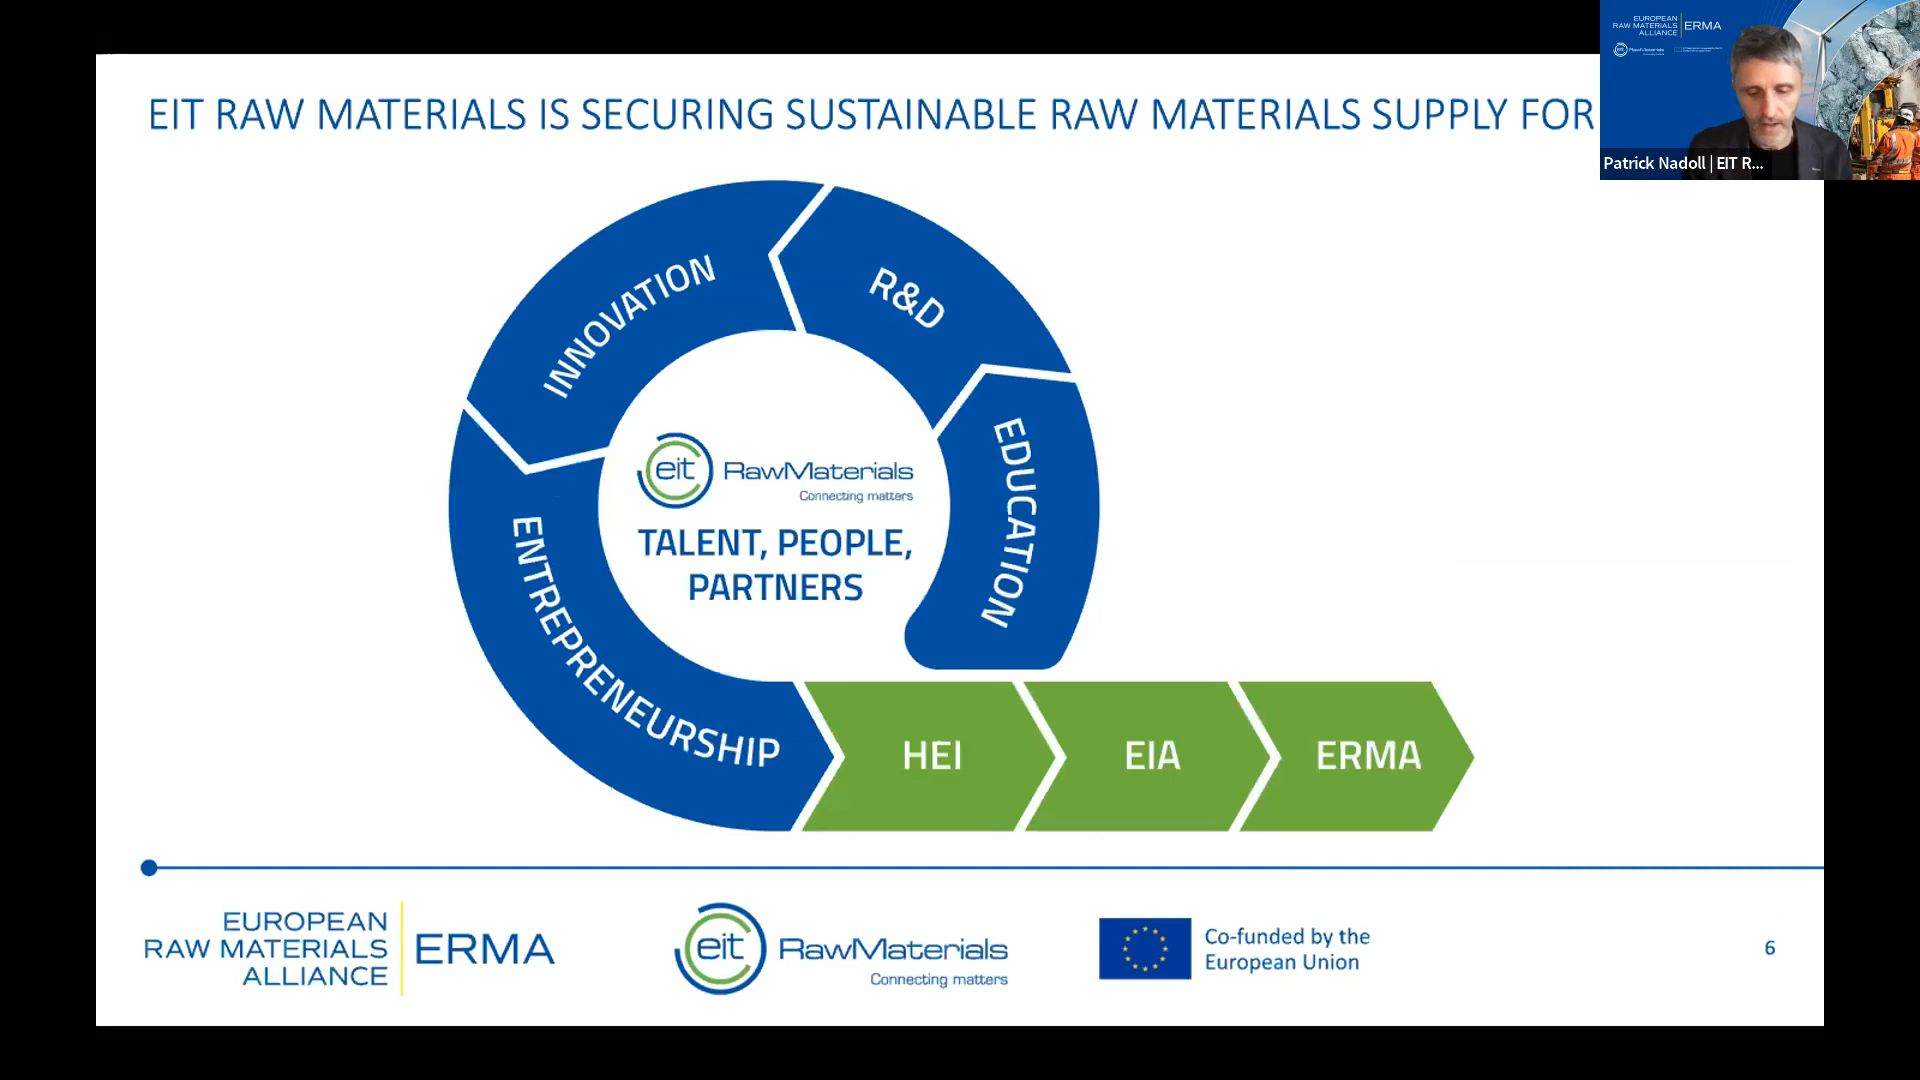 EIT RAW MATERIALS IS SECURING SUSTAINABLE RAW MATERIALS SUPPLY FOR
EUROPEAN
RAW MATERIALS
ALLIANCE
ERMA
eit RawMaterials
Patrick Nadoll | EIT R...
INNOVATION
R&D
EDUCATION
ENTREPRENEURSHIP
eit RawMaterials
Connecting matters
TALENT, PEOPLE,
PARTNERS
HEI
EIA
ERMA
EUROPEAN
RAW MATERIALS
ALLIANCE
ERMA
eit RawMaterials
Connecting matters
Co-funded by the
European Union
6